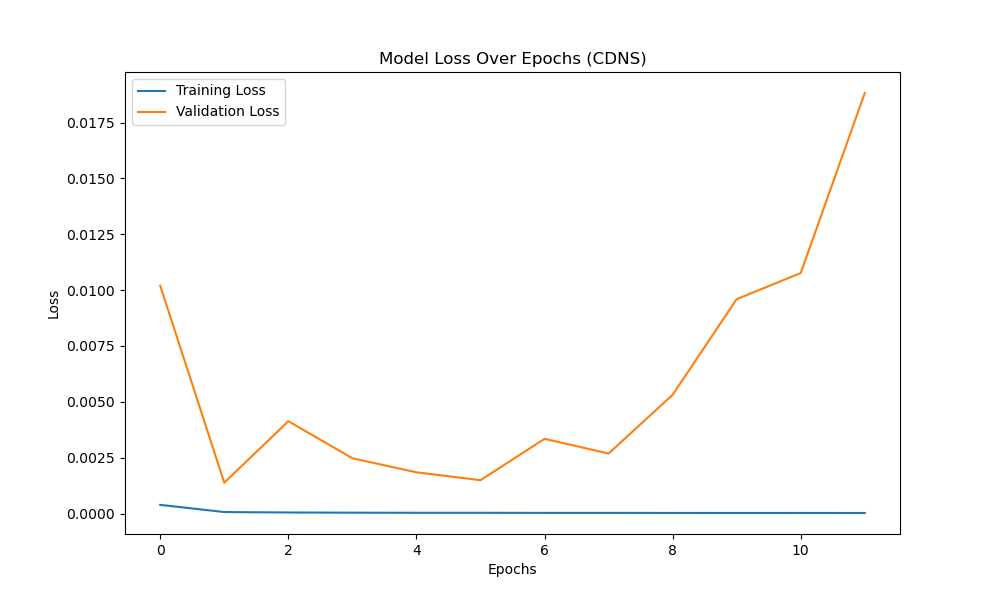 Model Loss Over Epochs (CDNS)
Training Loss
Validation Loss
0.0175
0.0150
0.0125
0.0100
0.0075
0.0050
0.0025
0.0000
Loss
0 2 4 6 8 10
Epochs